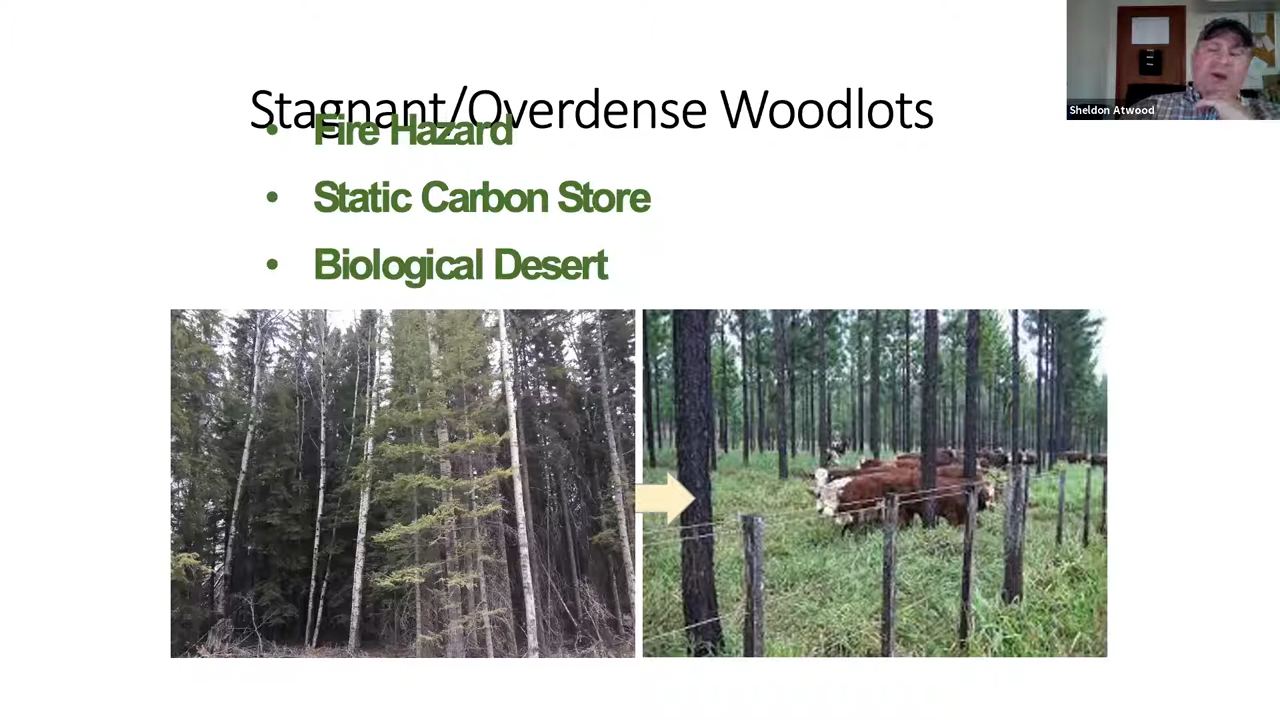 Stagnant/Overdense Woodlots
• Fire Hazard
• Static Carbon Store
• Biological Desert
Sheldon Atwood